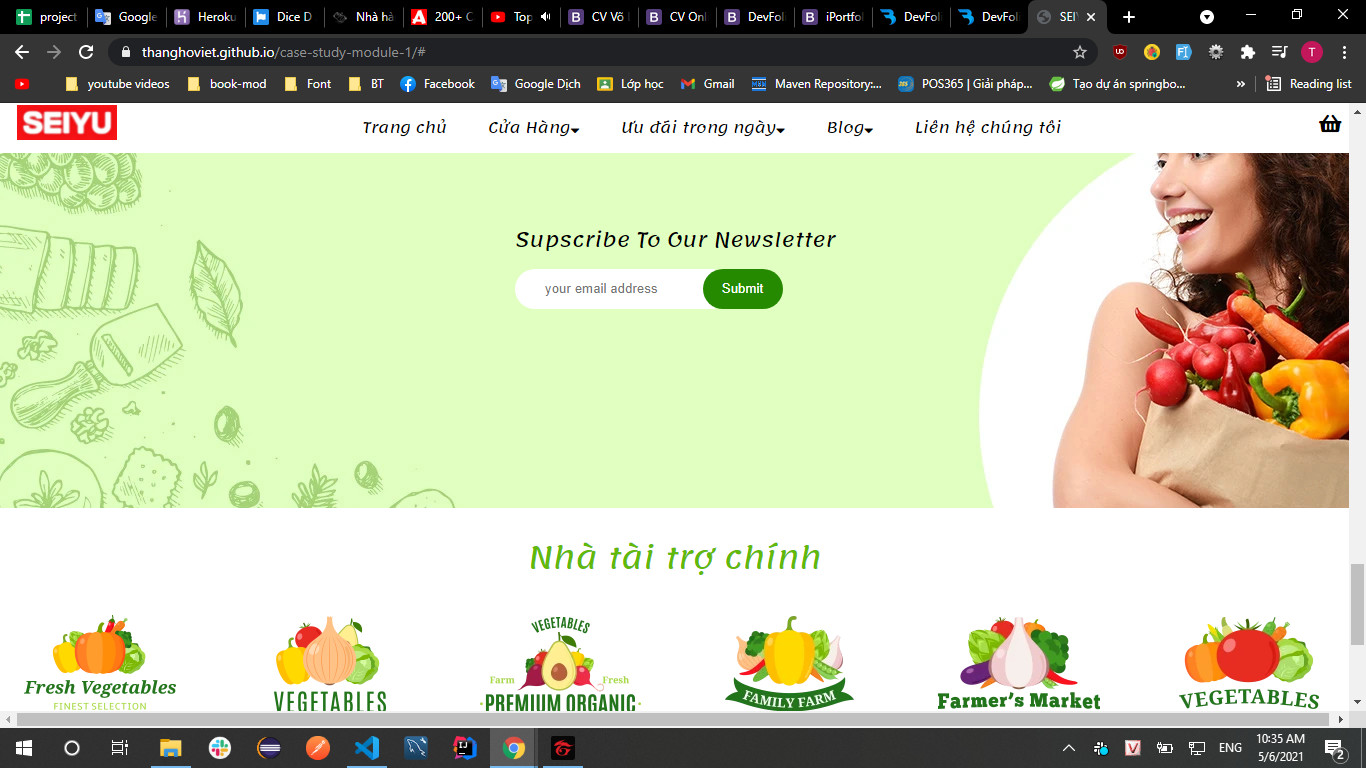 project
Google
Heroku
Dice D
Nhà hà
200+ C
Top
CV Võ
CV Onl
DevFol
iPortfo
DevFoli
DevFoli
SEIY
thanghoviet.github.io/case-study-module-1/#
T
youtube videos
book-mod
Font
BT
Facebook
Google Dịch
Lớp học
Gmail
Maven Repository:...
POS365 | Giải pháp...
Tạo dự án springbo...
»
Reading list
SEIYU
Trang chủ
Cửa Hàng
Ưu đãi trong ngày
Blog
Liên hệ chúng tôi
Supscribe To Our Newsletter
your email address
Submit
Nhà tài trợ chính
Fresh Vegetables
FINEST SELECTION
VEGETABLES
VEGETABLES
Farm
Fresh
PREMIUM ORGANIC
FAMILY FARM
Farmer's Market
VEGETABLES
ENG
10:35 AM
5/6/2021
2